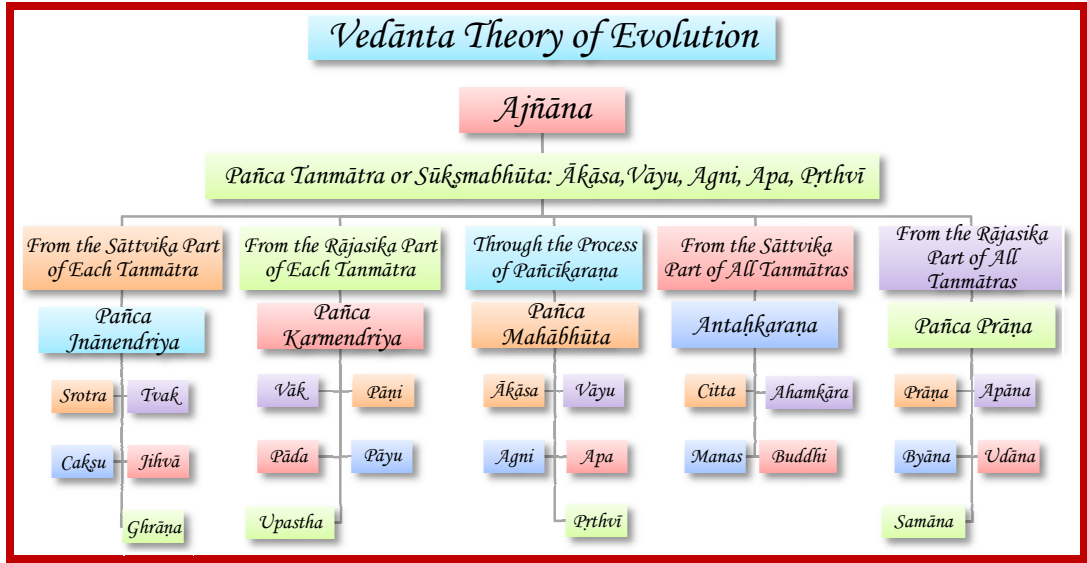 Vedānta Theory of Evolution
Ajñāna
Pañca Tanmātra or Sūkṣmabhūta: Ākāsa,Vāyu, Agni, Apa, Pṛthvī
From the Sāttvika Part
of Each Tanmātra
From the Rājasika Part
of Each Tanmātra
Through the Process
of Pañcīkaraṇa
From the Sāttvika
Part of All Tanmātras
From the Rājasika
Part of All
Tanmātras
Pañca
Jnānendriya
Pañca
Karmendriya
Pañca
Mahābhūta
Antaḥkaraṇa
Pañca Prāṇa
Srotra
Tvak
Vāk
Pāṇi
Ākāsa
Vāyu
Citta
Ahamkāra
Prāṇa
Apāna
Cakṣu
Jihvā
Pāda
Pāyu
Agni
Apa
Manas
Buddhi
Byāna
Udāna
Ghrāṇa
Upastha
Pṛthvī
Samāna